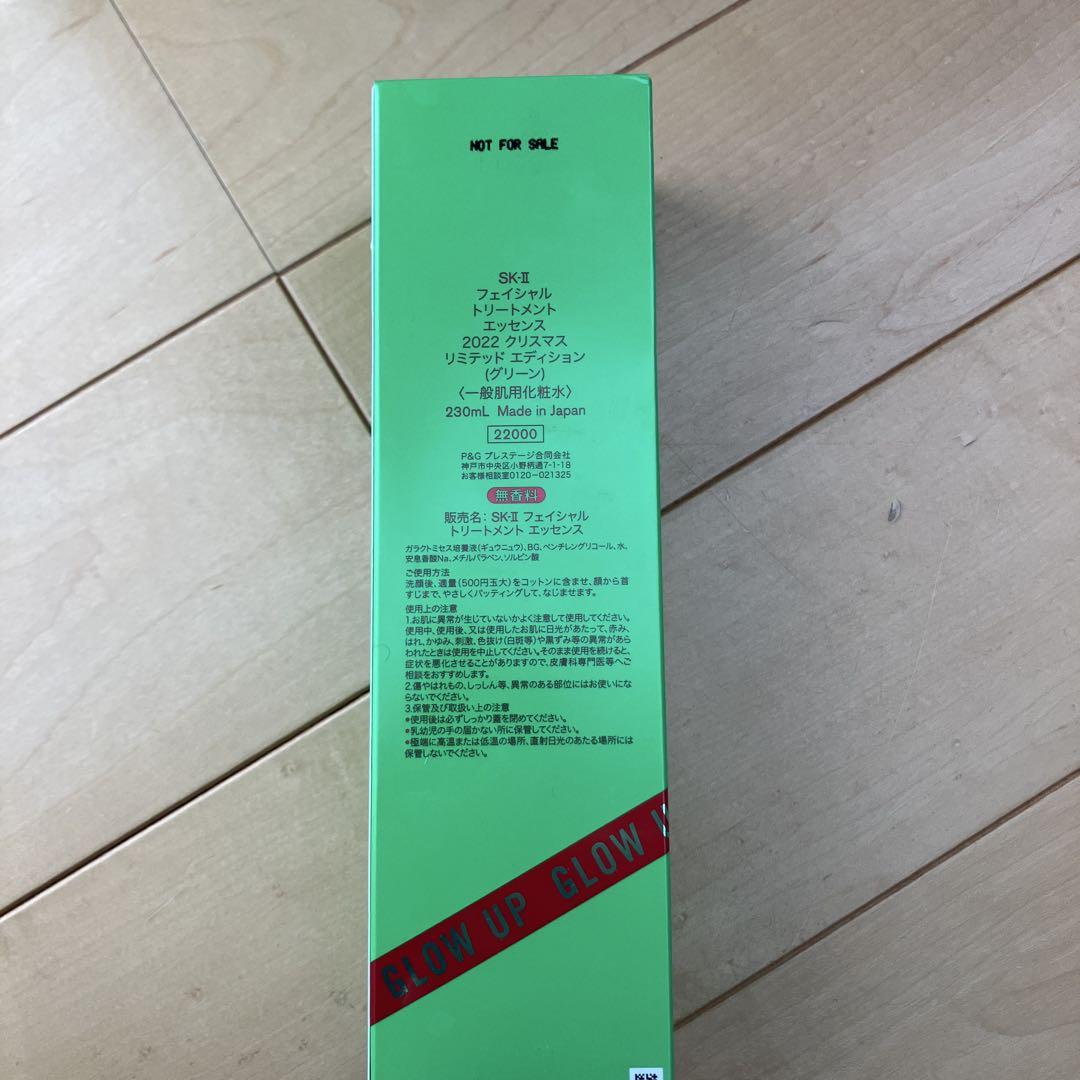 NOT FOR SALE
SK-II
フェイシャル
トリートメント
エッセンス
2022 クリスマス
リミテッド エディション
(グリーン)
〈一般肌用化粧水〉
230mL Made in Japan
22000
P&G プレステージ合同会社
神戸市中央区小野柄通7-1-18
お客様相談室0120-021325
無香料
販売名: SK-II フェイシャル
トリートメント エッセンス
ガラクトミセス培養液(ギュウニュウ)、BG、ペンチレングリコール、水、
安息香酸Na、メチルパラベン、ソルビン酸
ご使用方法
洗顔後、適量(500円玉大)をコットンに含ませ、顔から首
すじまで、やさしくパッティングして、なじませます。
使用上の注意
1.お肌に異常が生じていないかよく注意して使用してください。
使用中、使用後、又は使用したお肌に日光があたって、赤み、
はれ、かゆみ、刺激、色抜け(白斑等)や黒ずみ等の異常があら
われたときは使用を中止してください。そのまま使用を続けると、
症状を悪化させることがありますので、皮膚科専門医等へご
相談をおすすめします。
2.傷やはれもの、しっしん等、異常のある部位にはお使いにな
らないでください。
3.保管及び取扱い上の注意
•使用後は必ずしっかり蓋を閉めてください。
•乳幼児の手の届かない所に保管してください。
•極端に高温または低温の場所、直射日光のあたる場所には
保管しないでください。
GLOW UP GLOW U